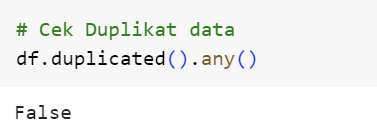 # Cek Duplikat data
df.duplicated().any()
False